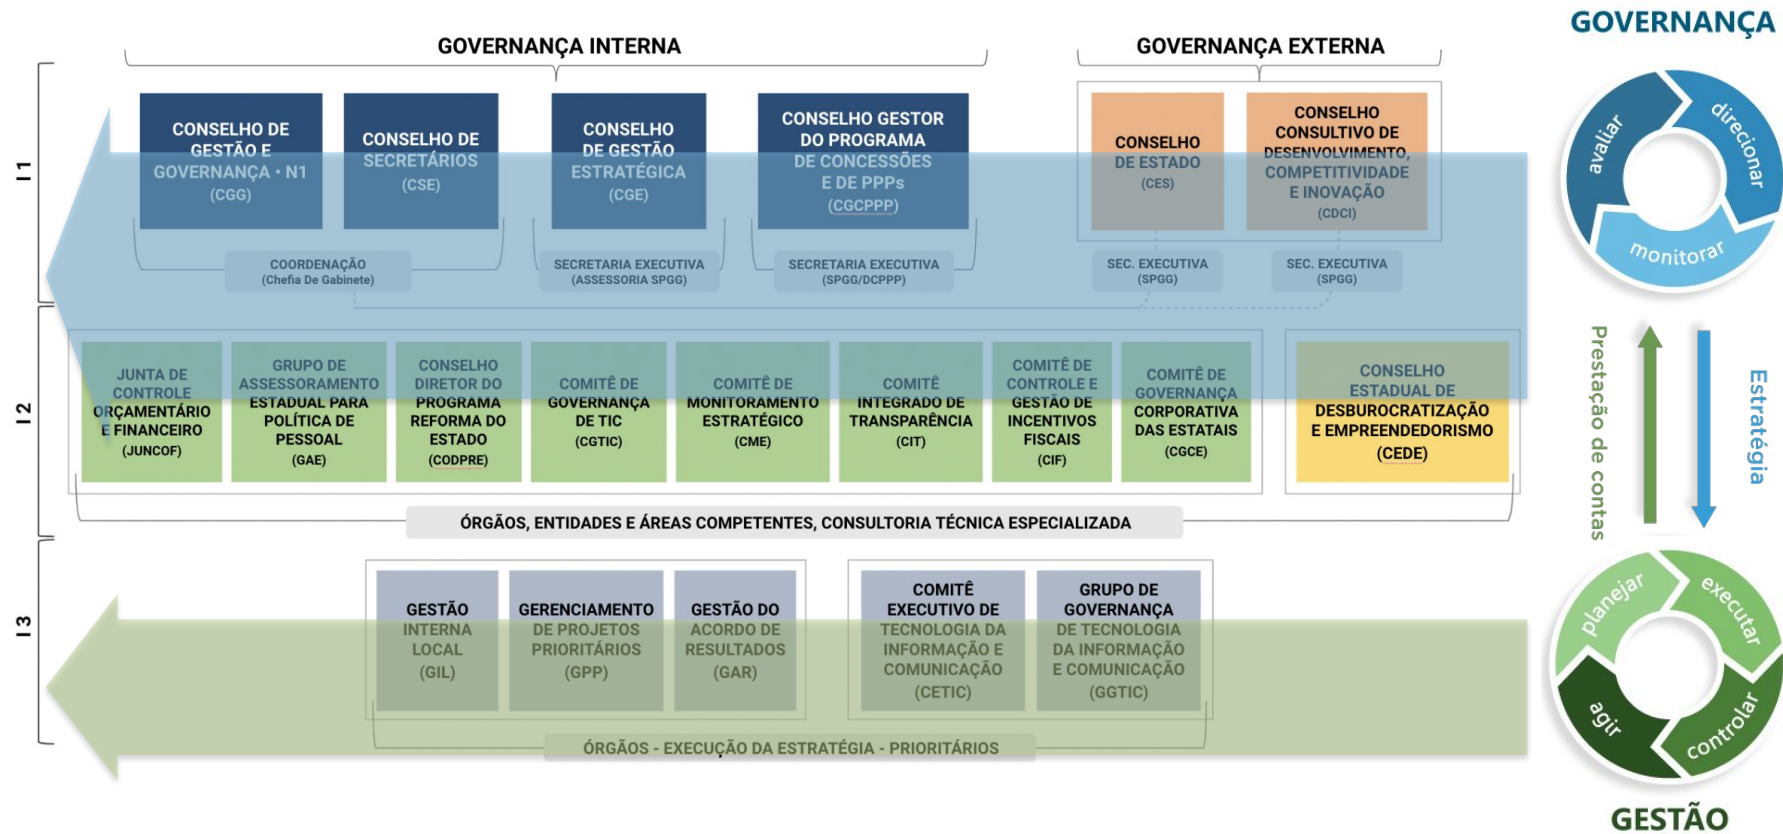 GOVERNANÇA
GOVERNANÇA INTERNA
GOVERNANÇA EXTERNA
I1
CONSELHO DE
GESTÃO E
GOVERNANÇA • N1
(CGG)
CONSELHO DE
SECRETÁRIOS
(CSE)
CONSELHO
DE GESTÃO
ESTRATÉGICA
(CGE)
CONSELHO GESTOR
DO PROGRAMA
DE CONCESSÕES
E DE PPPs
(CGCPPP)
CONSELHO
DE ESTADO
(CES)
CONSELHO
CONSULTIVO DE
DESENVOLVIMENTO,
COMPETITIVIDADE
E INOVAÇÃO
(CDCI)
COORDENAÇÃO
(Chefia De Gabinete)
SECRETARIA EXECUTIVA
(ASSESSORIA SPGG)
SECRETARIA EXECUTIVA
(SPGG/DCPPP)
SEC. EXECUTIVA
(SPGG)
SEC. EXECUTIVA
(SPGG)
avaliar
direcionar
monitorar
I2
JUNTA DE
CONTROLE
ORÇAMENTÁRIO
E FINANCEIRO
(JUNCOF)
GRUPO DE
ASSESSORAMENTO
ESTADUAL PARA
POLÍTICA DE
PESSOAL
(GAE)
CONSELHO
DIRETOR DO
PROGRAMA
REFORMA DO
ESTADO
(CODPRE)
COMITÊ DE
GOVERNANÇA
DE TIC
(CGTIC)
COMITÊ DE
MONITORAMENTO
ESTRATÉGICO
(CME)
COMITÊ
INTEGRADO DE
TRANSPARÊNCIA
(CIT)
COMITÊ DE
CONTROLE E
GESTÃO DE
INCENTIVOS
FISCAIS
(CIF)
COMITÊ DE
GOVERNANÇA
CORPORATIVA
DAS ESTATAIS
(CGCE)
CONSELHO
ESTADUAL DE
DESBUROCRATIZAÇÃO
E EMPREENDEDORISMO
(CEDE)
ÓRGÃOS, ENTIDADES E ÁREAS COMPETENTES, CONSULTORIA TÉCNICA ESPECIALIZADA
Prestação de contas
Estratégia
I3
GESTÃO
INTERNA
LOCAL
(GIL)
GERENCIAMENTO
DE PROJETOS
PRIORITÁRIOS
(GPP)
GESTÃO DO
ACORDO DE
RESULTADOS
(GAR)
COMITÊ
EXECUTIVO DE
TECNOLOGIA DA
INFORMAÇÃO E
COMUNICAÇÃO
(CETIC)
GRUPO DE
GOVERNANÇA
DE TECNOLOGIA
DA INFORMAÇÃO
E COMUNICAÇÃO
(GGTIC)
ÓRGÃOS - EXECUÇÃO DA ESTRATÉGIA - PRIORITÁRIOS
planejar
executar
controlar
agir
GESTÃO